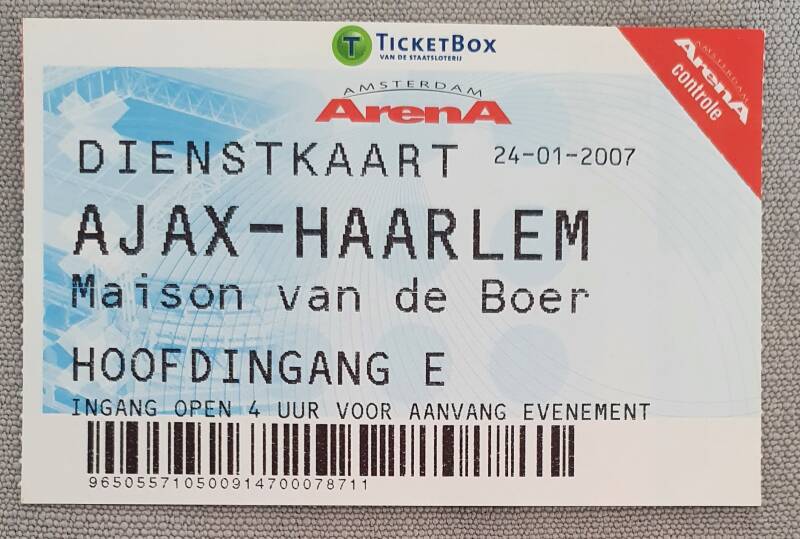 T TICKETBOX
VAN DE STAATSLOTERIJ
AMSTERDAM
ArenA
AMSTERDAM
ArenA
controle
DIENSTKAART 24-01-2007
AJAX-HAARLEM
Maison van de Boer
HOOFDINGANG E
INGANG OPEN 4 UUR VOOR AANVANG EVENEMENT
965055710500914700078711